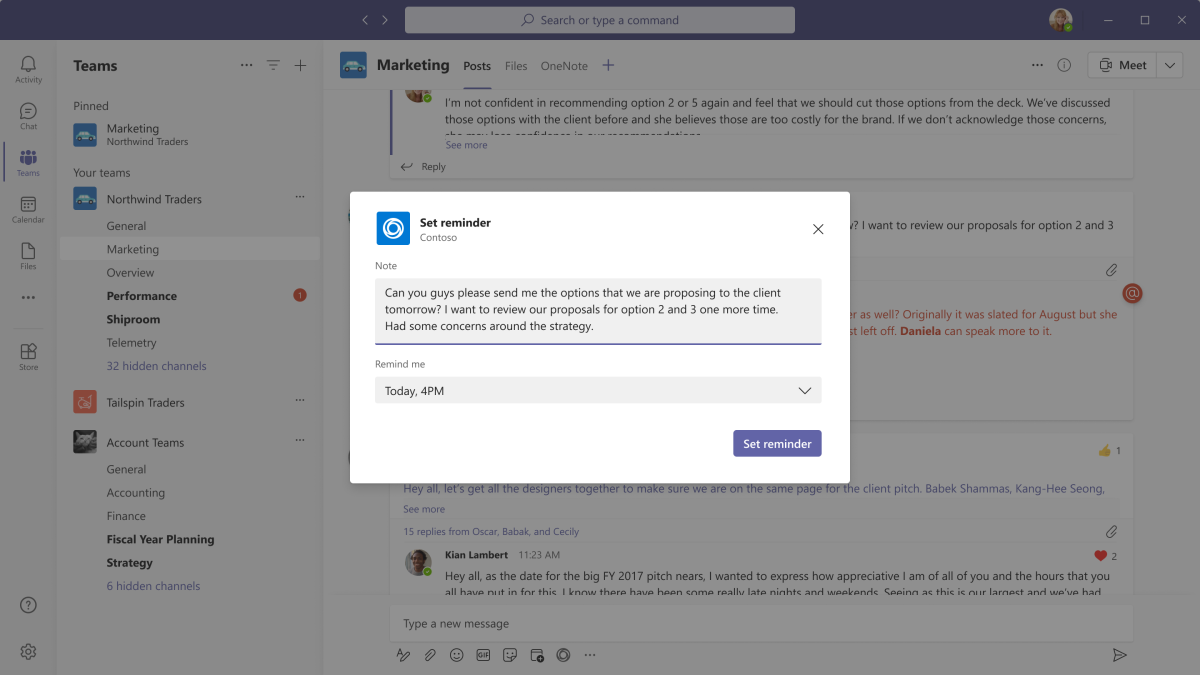 Search or type a command
Activity
Chat
Teams
Calendar
Files
Store
Teams
Pinned
Marketing
Northwind Traders
Your teams
Northwind Traders
General
Marketing
Overview
Performance
1
Shiproom
Telemetry
32 hidden channels
Tailspin Traders
Account Teams
General
Accounting
Finance
Fiscal Year Planning
Strategy
6 hidden channels
Marketing
Posts
Files
OneNote
Meet
I'm not confident in recommending option 2 or 5 again and feel that we should cut those options from the deck. We've discussed
those options with the client before and she believes those are too costly for the brand. If we don't acknowledge those concerns,
she may lose confidence in our recommendations.
See more
Reply
? I want to review our proposals for option 2 and 3
@
er as well? Originally it was slated for August but she
st left off. Daniela can speak more to it.
Set reminder
Contoso
Note
Can you guys please send me the options that we are proposing to the client
tomorrow? I want to review our proposals for option 2 and 3 one more time.
Had some concerns around the strategy.
Remind me
Today, 4PM
Set reminder
1
Hey all, let's get all the designers together to make sure we are on the same page for the client pitch. Babek Shammas, Kang-Hee Seong,
See more
15 replies from Oscar, Babak, and Cecily
Kian Lambert 11:23 AM
2
Hey all, as the date for the big FY 2017 pitch nears, I wanted to express how appreciative I am of all of you and the hours that you
all have put in for this. I know there have been some really late nights and weekends. Seeing as this is our largest and we've had
Type a new message
GIF